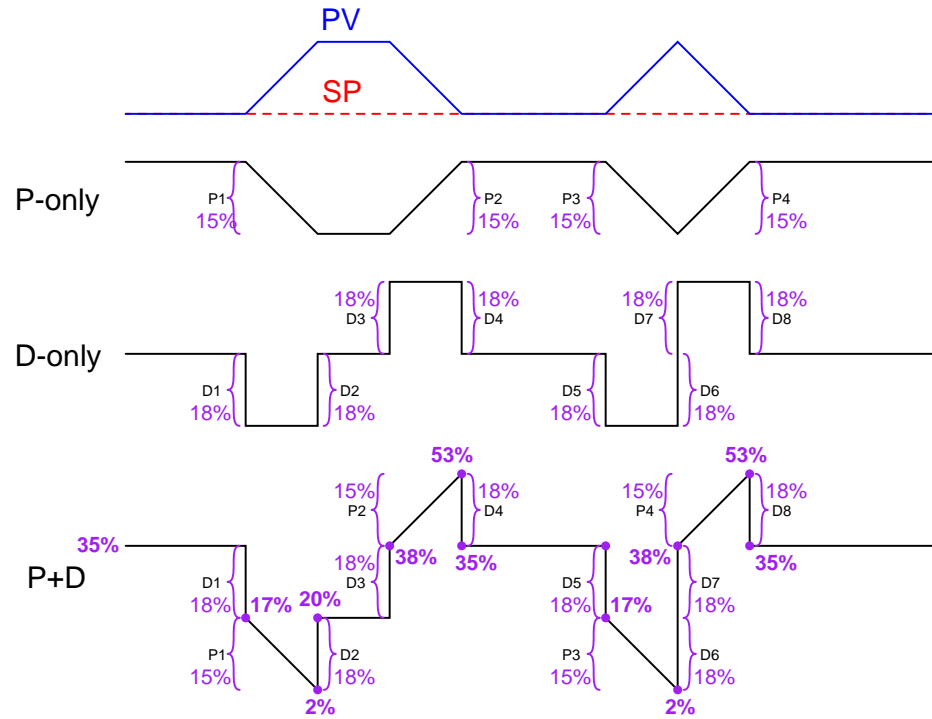 PV
SP
P-only
P1
15%
P2
15%
P3
15%
P4
15%
D-only
18%
D3
18%
D4
18%
D7
18%
D8
D1
18%
D2
18%
D5
18%
D6
18%
P+D
35%
53%
15%
P2
18%
D4
18%
D3
38%
35%
D1
18%
17%
20%
P1
15%
D2
18%
2%
53%
15%
P4
18%
D8
38%
35%
D5
18%
17%
D7
18%
P3
15%
D6
18%
2%